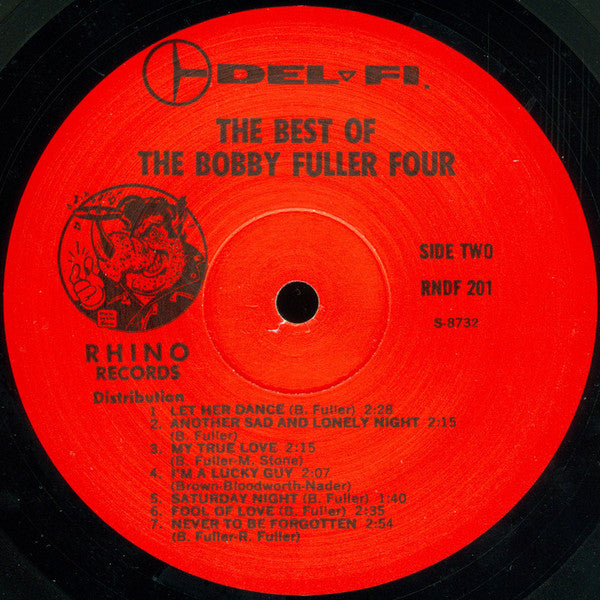 DEL-FI.
THE BEST OF
THE BOBBY FULLER FOUR
SIDE TWO
RNDF 201
S-8732
RHINO
RECORDS
Distribution
1. LET HER DANCE (B. Fuller) 2:28
2. ANOTHER SAD AND LONELY NIGHT 2:15
(B. Fuller)
3. MY TRUE LOVE 2:15
(B. Fuller-M. Stone)
4. I'M A LUCKY GUY 2:07
(Brown-Bloodworth-Nader)
5. SATURDAY NIGHT (B. Fuller) 1:40
6. FOOL OF LOVE (B. Fuller) 2:35
7. NEVER TO BE FORGOTTEN 2:54
(B. Fuller-R. Fuller)